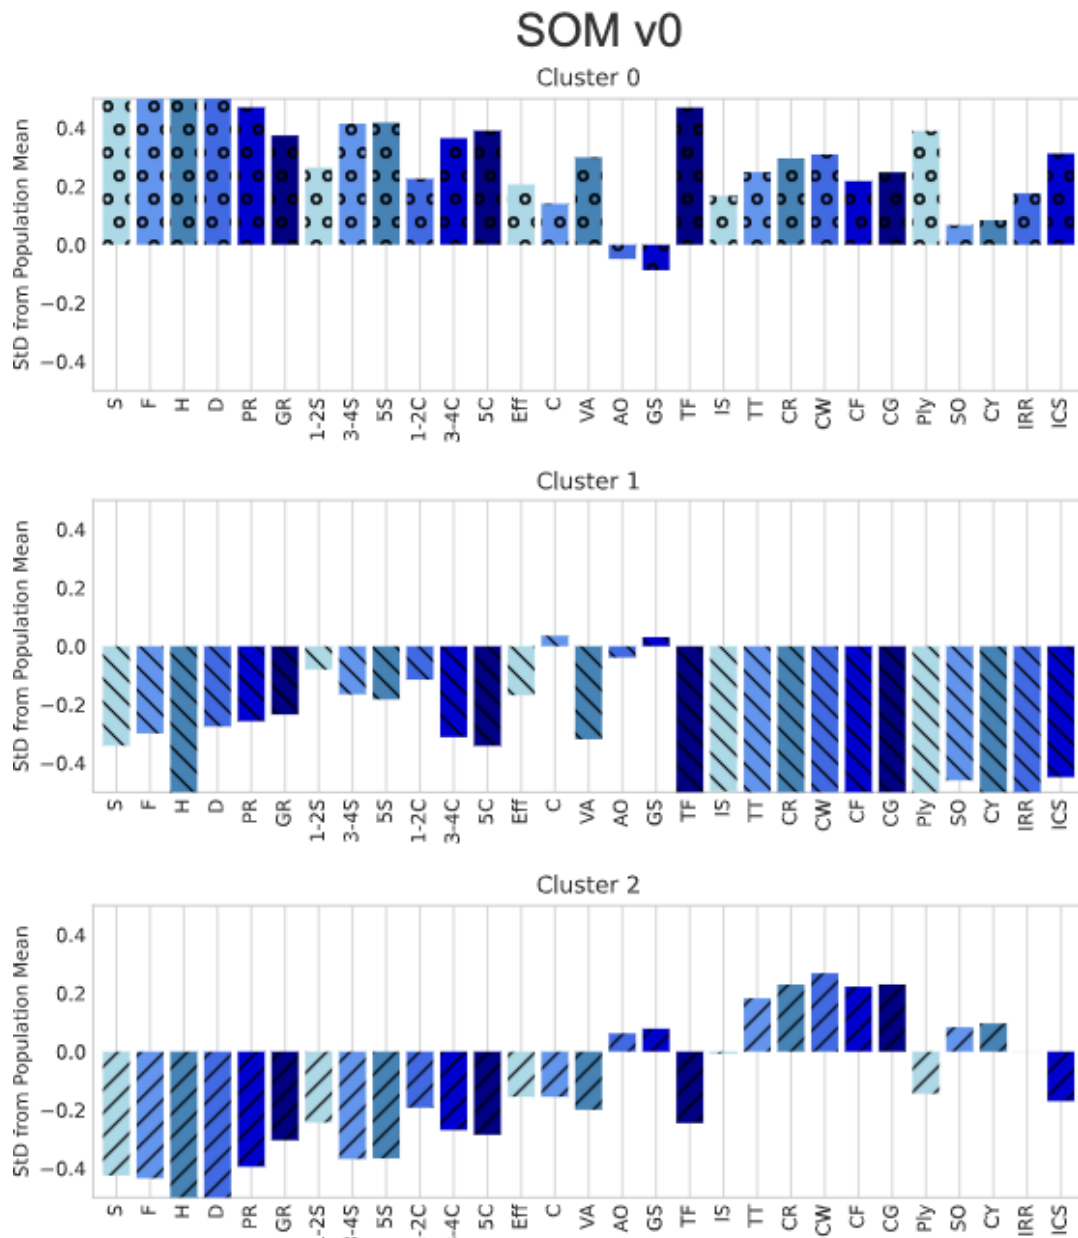 SOM v0
Cluster 0
StD from Population Mean
0.4
0.2
0.0
−0.2
−0.4
S F H D PR GR 1-2S 3-4S 5S 1-2C 3-4C 5C Eff C VA AO GS TF IS TT CR CW CF CG Ply SO CY IRR ICS
Cluster 1
StD from Population Mean
0.4
0.2
0.0
−0.2
−0.4
S F H D PR GR 1-2S 3-4S 5S 1-2C 3-4C 5C Eff C VA AO GS TF IS TT CR CW CF CG Ply SO CY IRR ICS
Cluster 2
StD from Population Mean
0.4
0.2
0.0
−0.2
−0.4
S F H D PR GR -2S -4S 5S 1-2C -4C 5C Eff C VA AO GS TF IS TT CR CW CF CG Ply SO CY IRR ICS